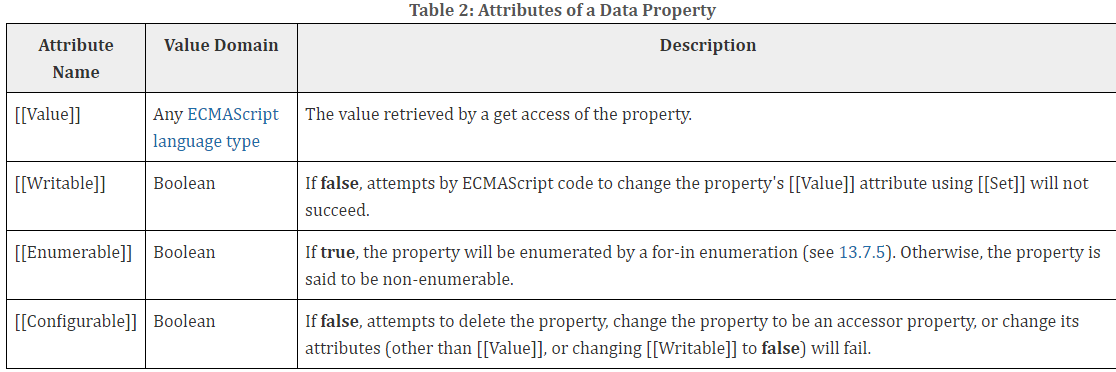 Table 2: Attributes of a Data Property
Attribute
Name
Value Domain
Description
[[Value]]
Any ECMAScript
language type
The value retrieved by a get access of the property.
[[Writable]]
Boolean
If false, attempts by ECMAScript code to change the property's [[Value]] attribute using [[Set]] will not
succeed.
[[Enumerable]]
Boolean
If true, the property will be enumerated by a for-in enumeration (see 13.7.5). Otherwise, the property is
said to be non-enumerable.
[[Configurable]]
Boolean
If false, attempts to delete the property, change the property to be an accessor property, or change its
attributes (other than [[Value]], or changing [[Writable]] to false) will fail.